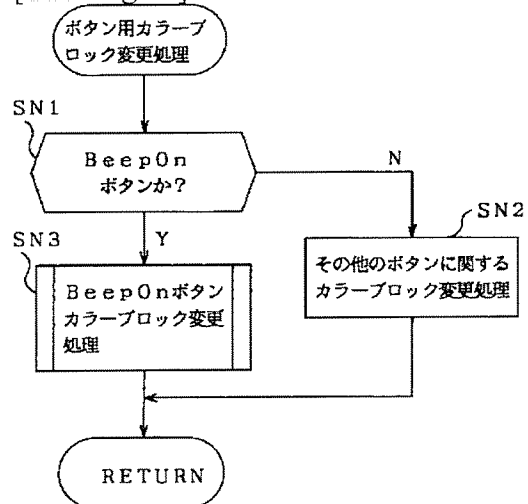 ボタン用カラーブ
ロック変更処理
SN1
BeepOn
ボタンか?
N
SN2
SN3
Y
その他のボタンに関する
カラーブロック変更処理
BeepOnボタン
カラーブロック変更
処理
RETURN